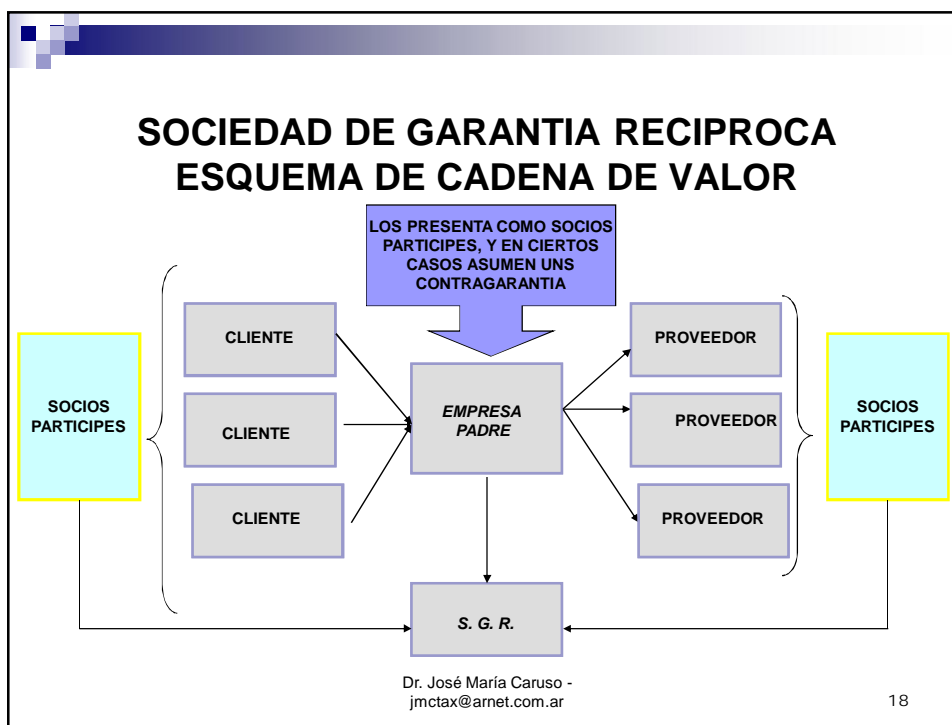 SOCIEDAD DE GARANTIA RECIPROCA
ESQUEMA DE CADENA DE VALOR
LOS PRESENTA COMO SOCIOS
PARTICIPES, Y EN CIERTOS
CASOS ASUMEN UNS
CONTRAGARANTIA
SOCIOS
PARTICIPES
CLIENTE
CLIENTE
CLIENTE
EMPRESA
PADRE
PROVEEDOR
PROVEEDOR
PROVEEDOR
SOCIOS
PARTICIPES
S. G. R.
Dr. José María Caruso -
jmctax@arnet.com.ar
18